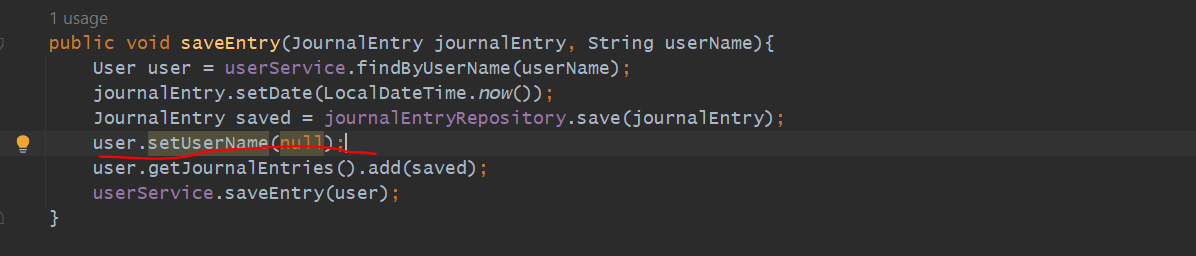 1 usage
public void saveEntry(JournalEntry journalEntry, String userName){
User user = userService.findByUserName(userName);
journalEntry.setDate(LocalDateTime.now());
JournalEntry saved = journalEntryRepository.save(journalEntry);
user.setUserName(null);
user.getJournalEntries().add(saved);
userService.saveEntry(user);
}